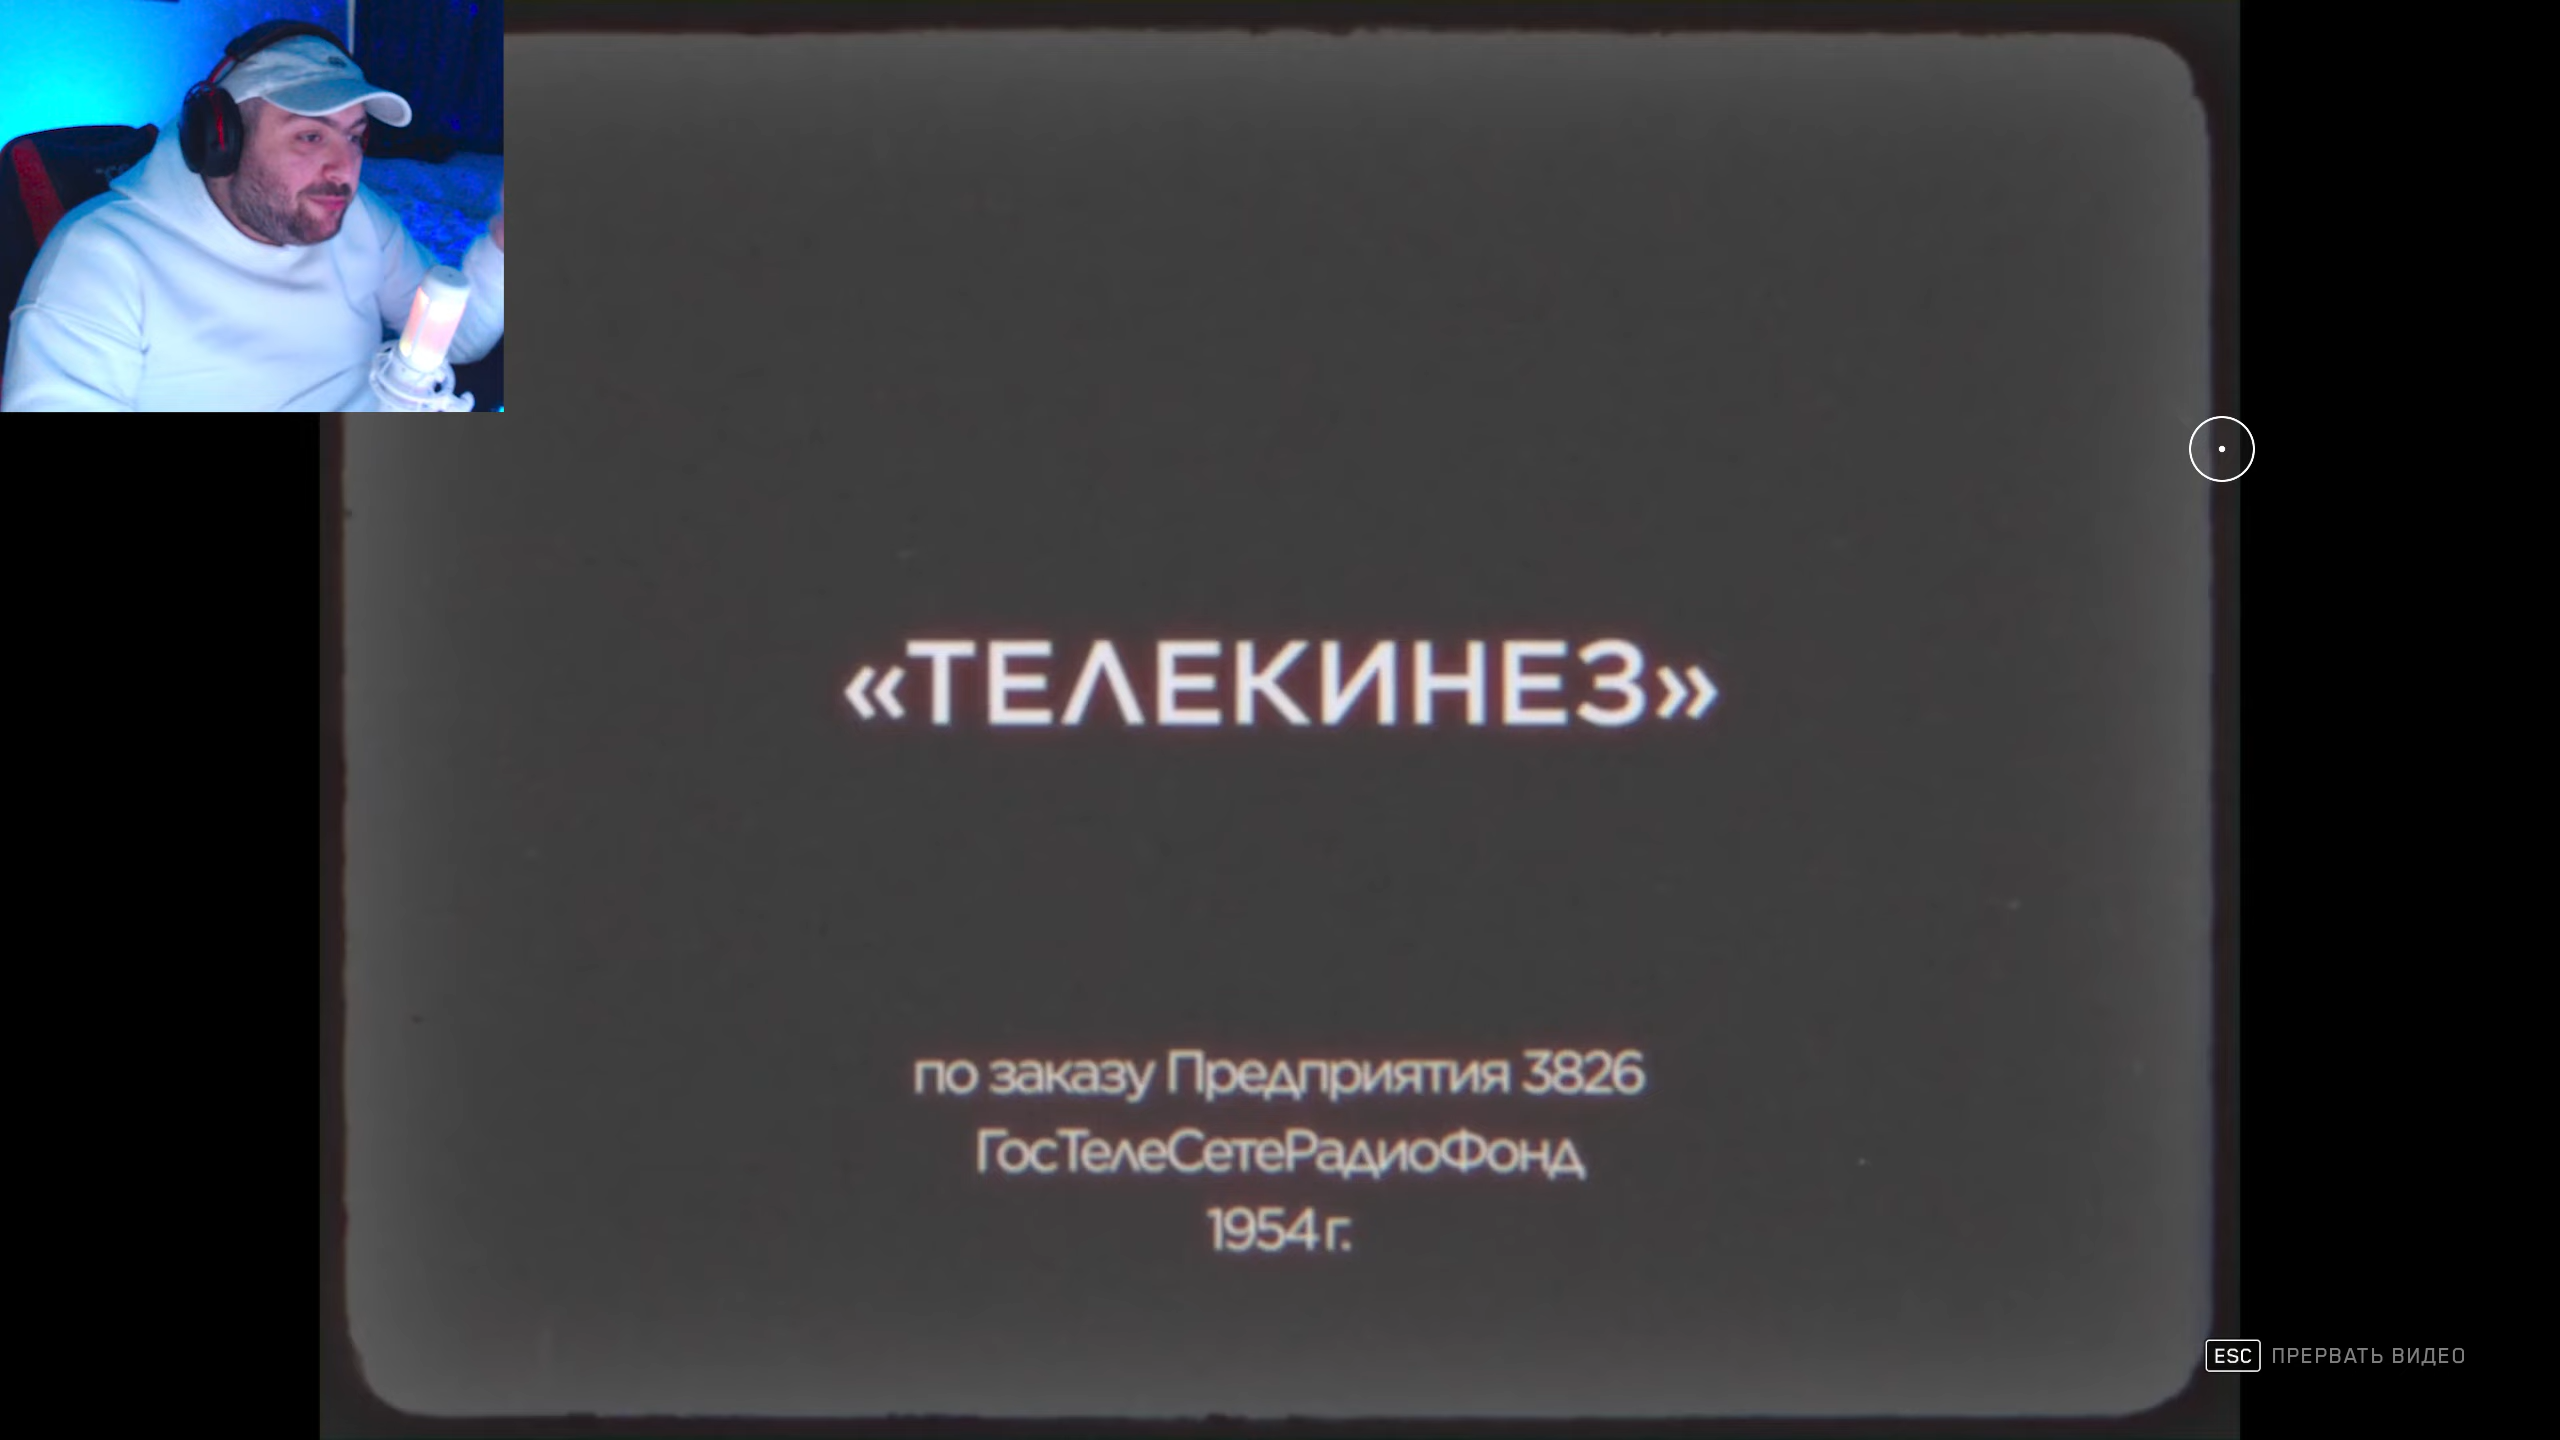 «ТЕЛЕКИНЕЗ»
по заказу Предприятия 3826
ГосТелеСетеРадиоФонд
1954 г.
ESC ПРЕРВАТЬ ВИДЕО